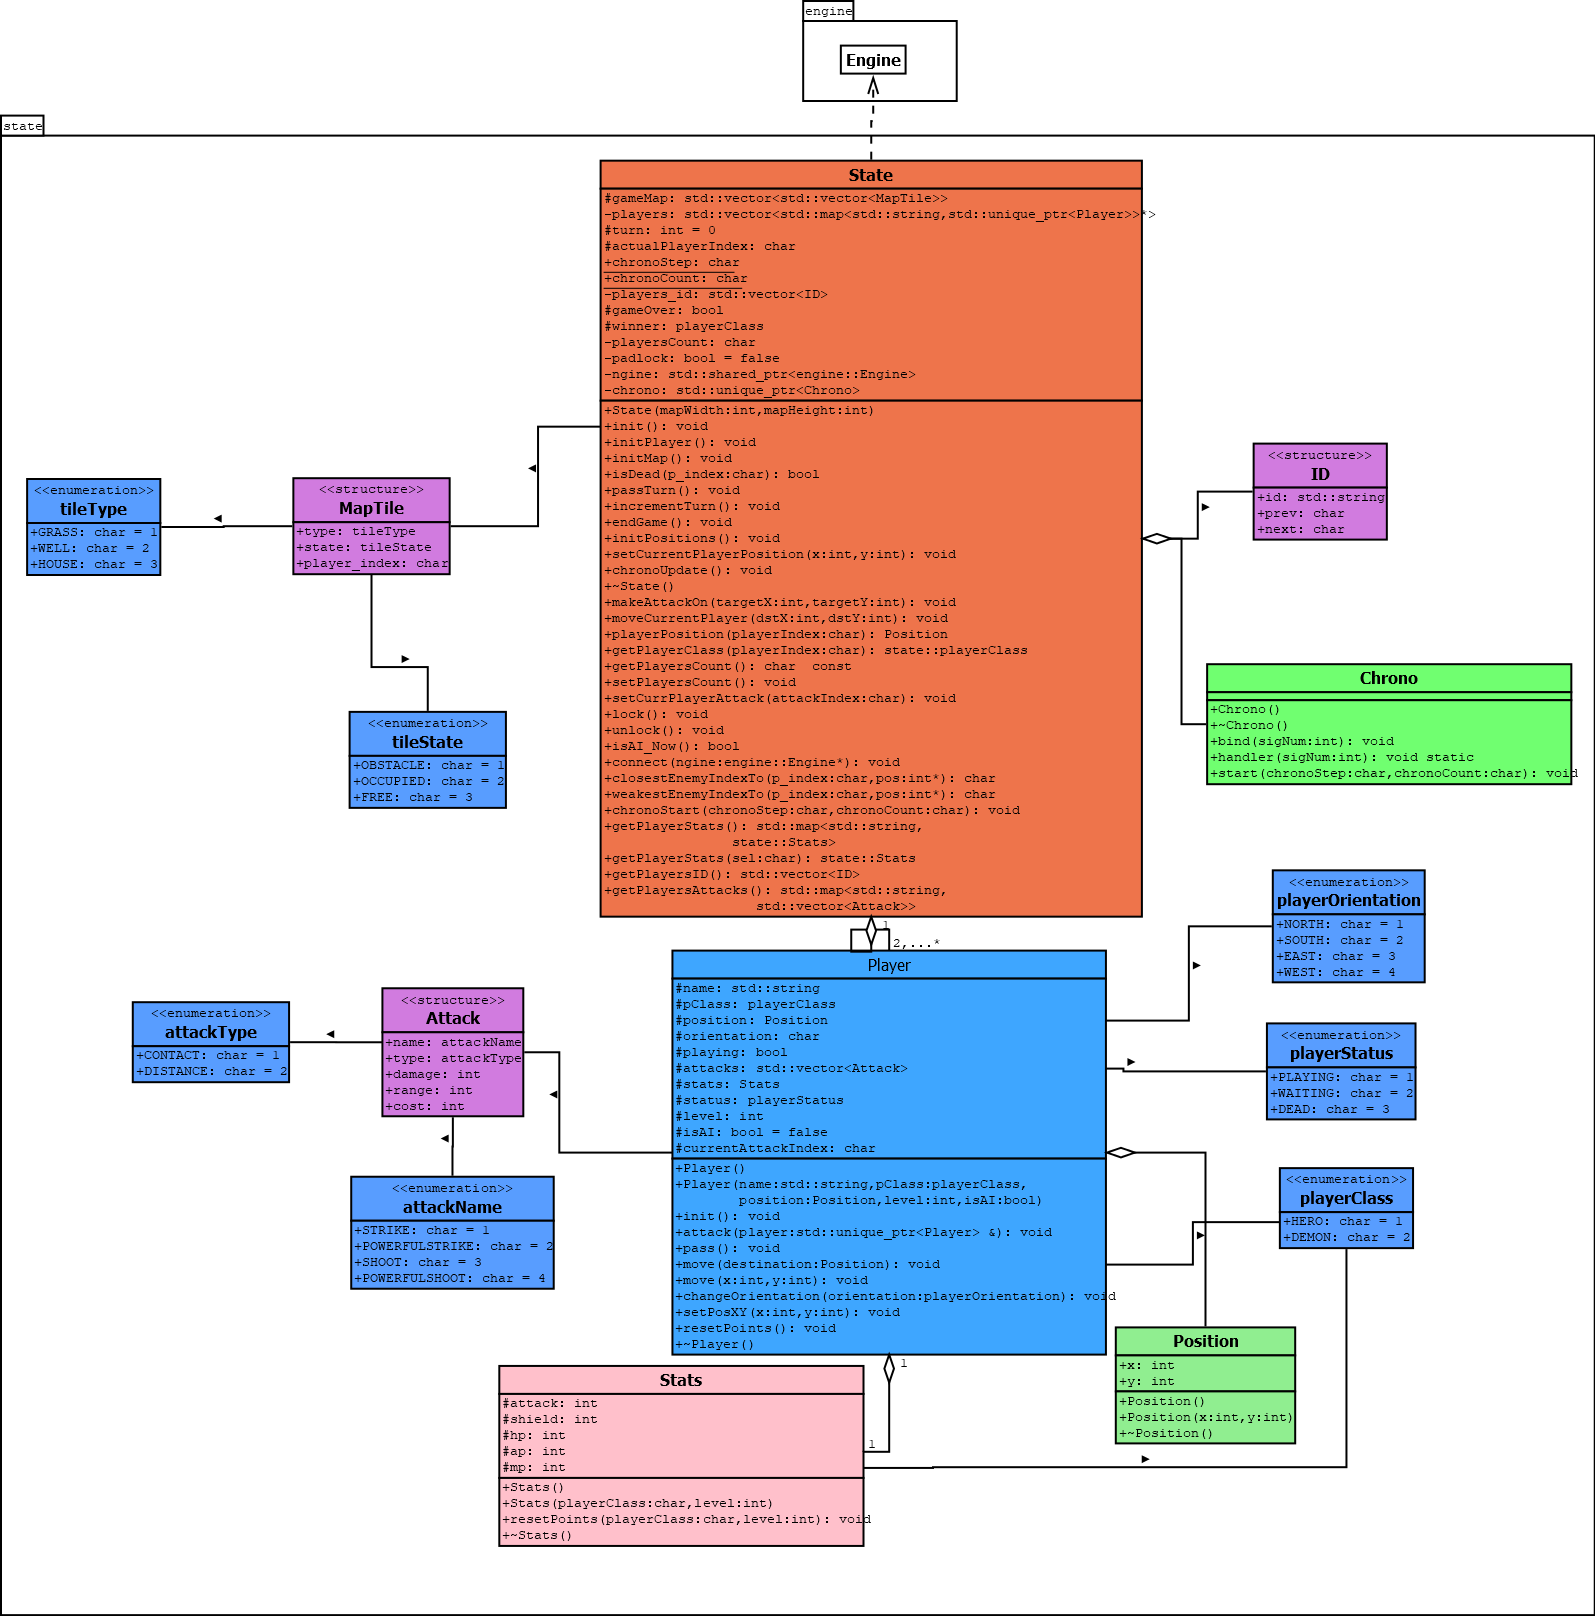 engine
Engine
state
State
#gameMap: std::vector<std::vector<MapTile>>
-players: std::vector<std::map<std::string,std::unique_ptr<Player>>*>
#turn: int = 0
#actualPlayerIndex: char
+chronoStep: char
+chronoCount: char
-players_id: std::vector<ID>
#gameOver: bool
#winner: playerClass
-playersCount: char
-padlock: bool = false
-ngine: std::shared_ptr<engine::Engine>
-chrono: std::unique_ptr<Chrono>
+State(mapWidth:int,mapHeight:int)
+init(): void
+initPlayer(): void
+initMap(): void
+isDead(p_index:char): bool
+passTurn(): void
+incrementTurn(): void
+endGame(): void
+initPositions(): void
+setCurrentPlayerPosition(x:int,y:int): void
+chronoUpdate(): void
+~State()
+makeAttackOn(targetX:int,targetY:int): void
+moveCurrentPlayer(dstX:int,dstY:int): void
+playerPosition(playerIndex:char): Position
+getPlayerClass(playerIndex:char): state::playerClass
+getPlayersCount(): char  const
+setPlayersCount(): void
+setCurrPlayerAttack(attackIndex:char): void
+lock(): void
+unlock(): void
+isAI_Now(): bool
+connect(ngine:engine::Engine*): void
+closestEnemyIndexTo(p_index:char,pos:int*): char
+weakestEnemyIndexTo(p_index:char,pos:int*): char
+chronoStart(chronoStep:char,chronoCount:char): void
+getPlayerStats(): std::map<std::string,
state::Stats>
+getPlayerStats(sel:char): state::Stats
+getPlayersID(): std::vector<ID>
+getPlayersAttacks(): std::map<std::string,
std::vector<Attack>>
<<enumeration>>
tileType
+GRASS: char = 1
+WELL: char = 2
+HOUSE: char = 3
<<structure>>
MapTile
+type: tileType
+state: tileState
+player_index: char
<<enumeration>>
tileState
+OBSTACLE: char = 1
+OCCUPIED: char = 2
+FREE: char = 3
<<structure>>
ID
+id: std::string
+prev: char
+next: char
Chrono
+Chrono()
+~Chrono()
+bind(sigNum:int): void
+handler(sigNum:int): void static
+start(chronoStep:char,chronoCount:char): void
1
2,...*
Player
#name: std::string
#pClass: playerClass
#position: Position
#orientation: char
#playing: bool
#attacks: std::vector<Attack>
#stats: Stats
#status: playerStatus
#level: int
#isAI: bool = false
#currentAttackIndex: char
+Player()
+Player(name:std::string,pClass:playerClass,
position:Position,level:int,isAI:bool)
+init(): void
+attack(player:std::unique_ptr<Player> &): void
+pass(): void
+move(destination:Position): void
+move(x:int,y:int): void
+changeOrientation(orientation:playerOrientation): void
+setPosXY(x:int,y:int): void
+resetPoints(): void
+~Player()
<<enumeration>>
playerOrientation
+NORTH: char = 1
+SOUTH: char = 2
+EAST: char = 3
+WEST: char = 4
<<enumeration>>
playerStatus
+PLAYING: char = 1
+WAITING: char = 2
+DEAD: char = 3
<<enumeration>>
playerClass
+HERO: char = 1
+DEMON: char = 2
<<enumeration>>
attackType
+CONTACT: char = 1
+DISTANCE: char = 2
<<structure>>
Attack
+name: attackName
+type: attackType
+damage: int
+range: int
+cost: int
<<enumeration>>
attackName
+STRIKE: char = 1
+POWERFULSTRIKE: char = 2
+SHOOT: char = 3
+POWERFULSHOOT: char = 4
Position
+x: int
+y: int
+Position()
+Position(x:int,y:int)
+~Position()
1
1
Stats
#attack: int
#shield: int
#hp: int
#ap: int
#mp: int
+Stats()
+Stats(playerClass:char,level:int)
+resetPoints(playerClass:char,level:int): void
+~Stats()